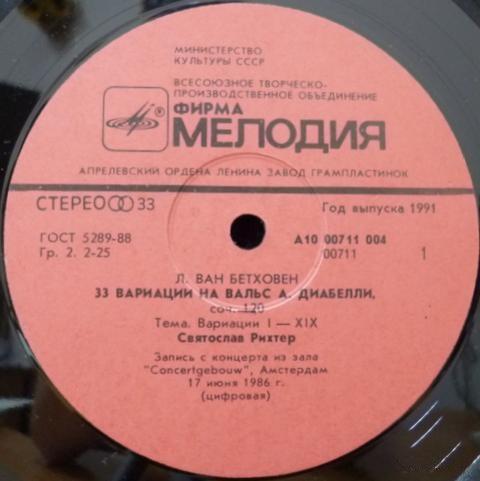 МИНИСТЕРСТВО
КУЛЬТУРЫ СССР
ВСЕСОЮЗНОЕ ТВОРЧЕСКО-
ПРОИЗВОДСТВЕННОЕ ОБЪЕДИНЕНИЕ
ФИРМА
МЕЛОДИЯ
АПРЕЛЕВСКИЙ ОРДЕНА ЛЕНИНА ЗАВОД ГРАМПЛАСТИНОК
СТЕРЕО 33
Год выпуска 1991
ГОСТ 5289-88
А10 00711 004
Гр. 2. 2-25
00711 1
Л. ВАН БЕТХОВЕН
33 ВАРИАЦИИ НА ВАЛЬС А. ДИАБЕЛЛИ,
соч. 120
Тема. Вариации I — XIX
Святослав Рихтер
Запись с концерта из зала
"Concertgebouw", Амстердам
17 июня 1986 г.
(цифровая)